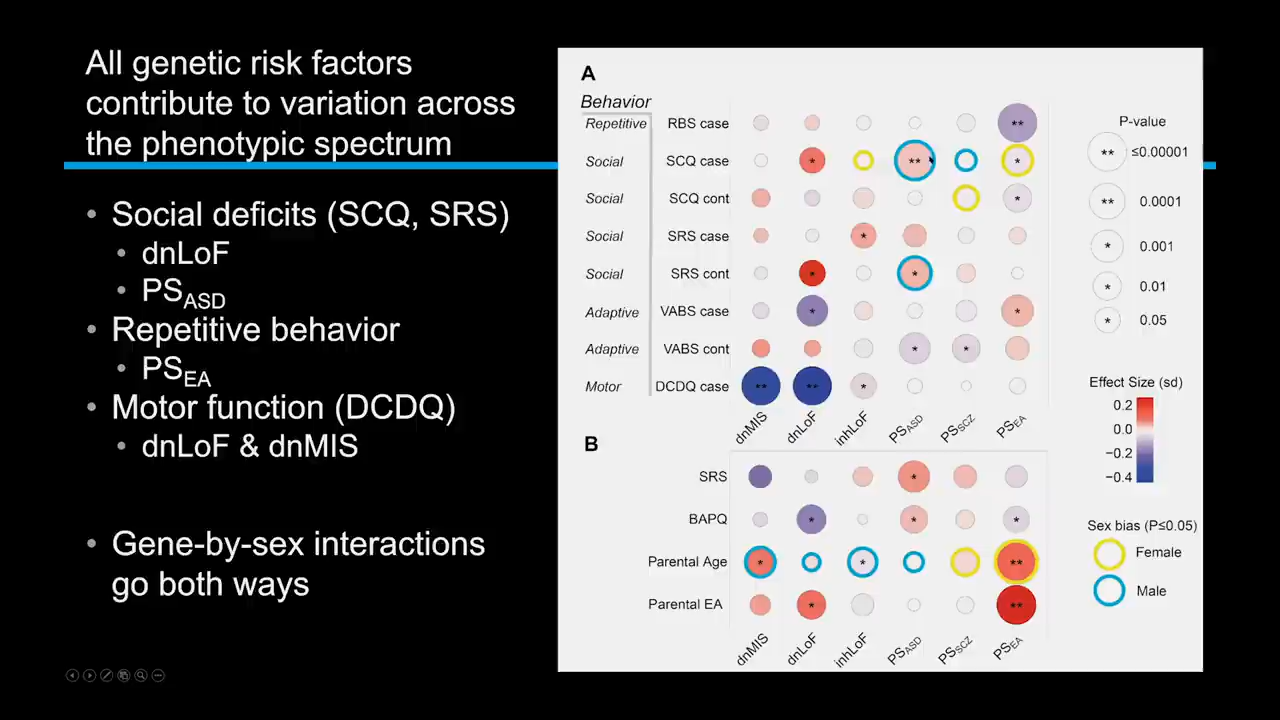 All genetic risk factors
contribute to variation across
the phenotypic spectrum
• Social deficits (SCQ, SRS)
• dnLoF
• PSASD
• Repetitive behavior
• PSEA
• Motor function (DCDQ)
• dnLoF & dnMIS
• Gene-by-sex interactions
go both ways
A
Behavior
Repetitive RBS case **
Social SCQ case * ** *
Social SCQ cont *
Social SRS case *
Social SRS cont * *
Adaptive VABS case * *
Adaptive VABS cont * *
Motor DCDQ case ** ** *
dnMIS dnLoF inhLoF PSASD PSSCZ PSEA
B
SRS *
BAPQ * * *
Parental Age * * **
Parental EA * **
dnMIS dnLoF inhLoF PSASD PSSCZ PSEA
P-value
** ≤0.00001
** 0.0001
* 0.001
* 0.01
* 0.05
Effect Size (sd)
0.2
0.0
−0.2
−0.4
Sex bias (P≤0.05)
Female
Male